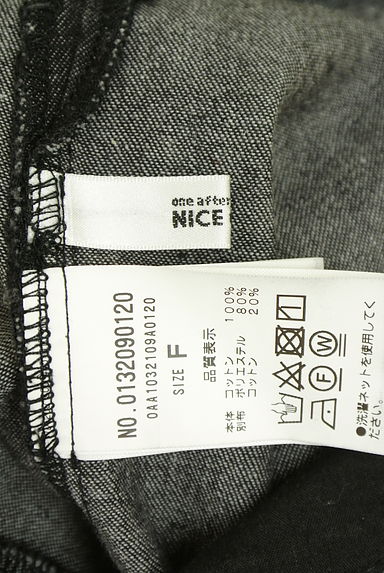 one after
NICE
NO. 0132090120
0AA1032109A0120
SIZE F
品質表示
本体 コットン 100%
別布 ポリエステル 80%
コットン 20%
W
F
●洗濯ネットを使用してく
ださい。